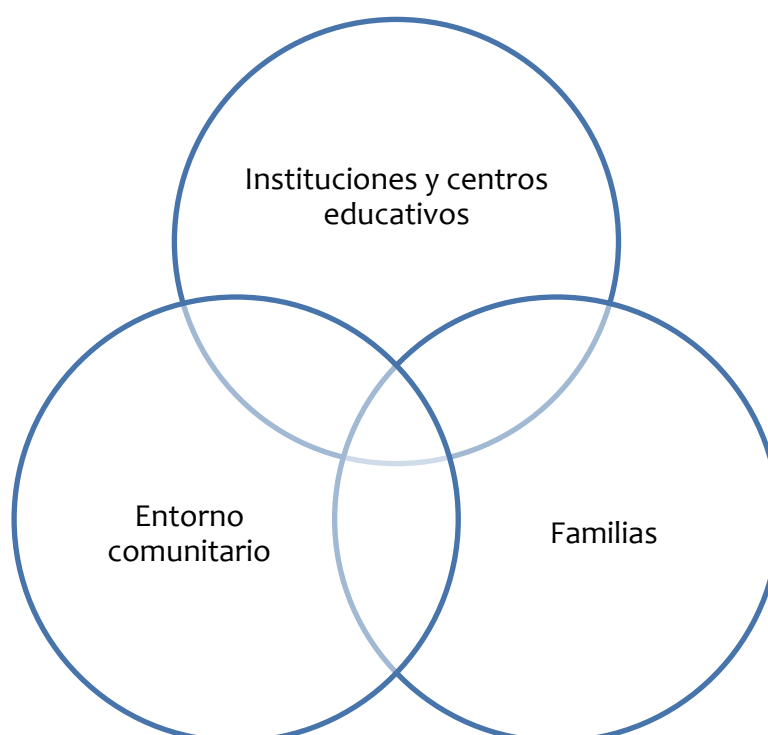 Instituciones y centros
educativos
Entorno
comunitario
Familias